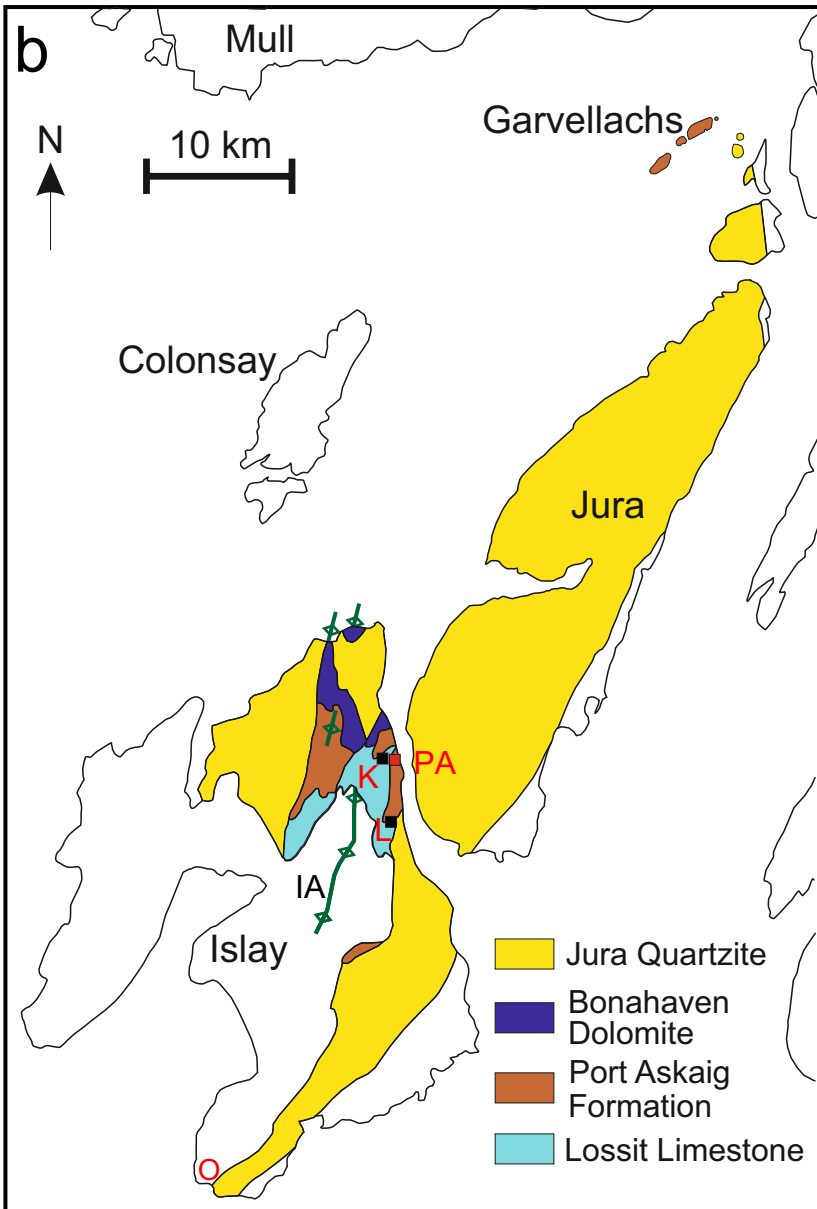 b
Mull
Garvellachs
N
10 km
Colonsay
Jura
K
PA
L
IA
Islay
Jura Quartzite
Bonahaven
Dolomite
Port Askaig
Formation
Lossit Limestone
O